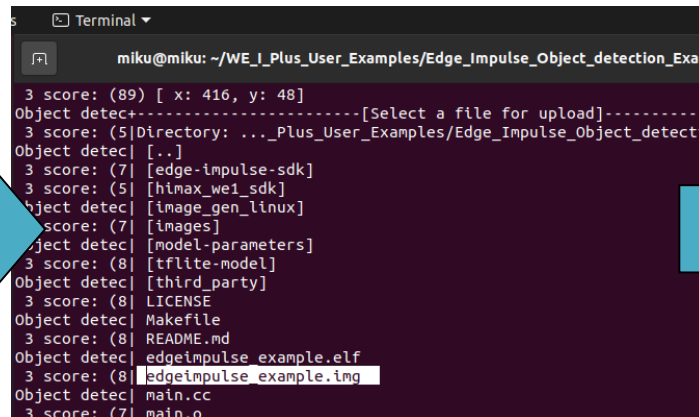 s Terminal
miku@miku: ~/WE_I_Plus_User_Examples/Edge_Impulse_Object_detection_Exa
3 score: (89) [ x: 416, y: 48]
Object detec+------------------------[Select a file for upload]----------
3 score: (5|Directory: ..._Plus_User_Examples/Edge_Impulse_Object_detect
Object detec| [..]
3 score: (7| [edge-impulse-sdk]
3 score: (5| [himax_we1_sdk]
bject detec| [image_gen_linux]
score: (7| [images]
ject detec| [model-parameters]
3 score: (8| [tflite-model]
Object detec| [third_party]
3 score: (8| LICENSE
Object detec| Makefile
3 score: (8| README.md
Object detec| edgeimpulse_example.elf
3 score: (8| edgeimpulse_example.img
Object detec| main.cc
3 score: (7| main.o